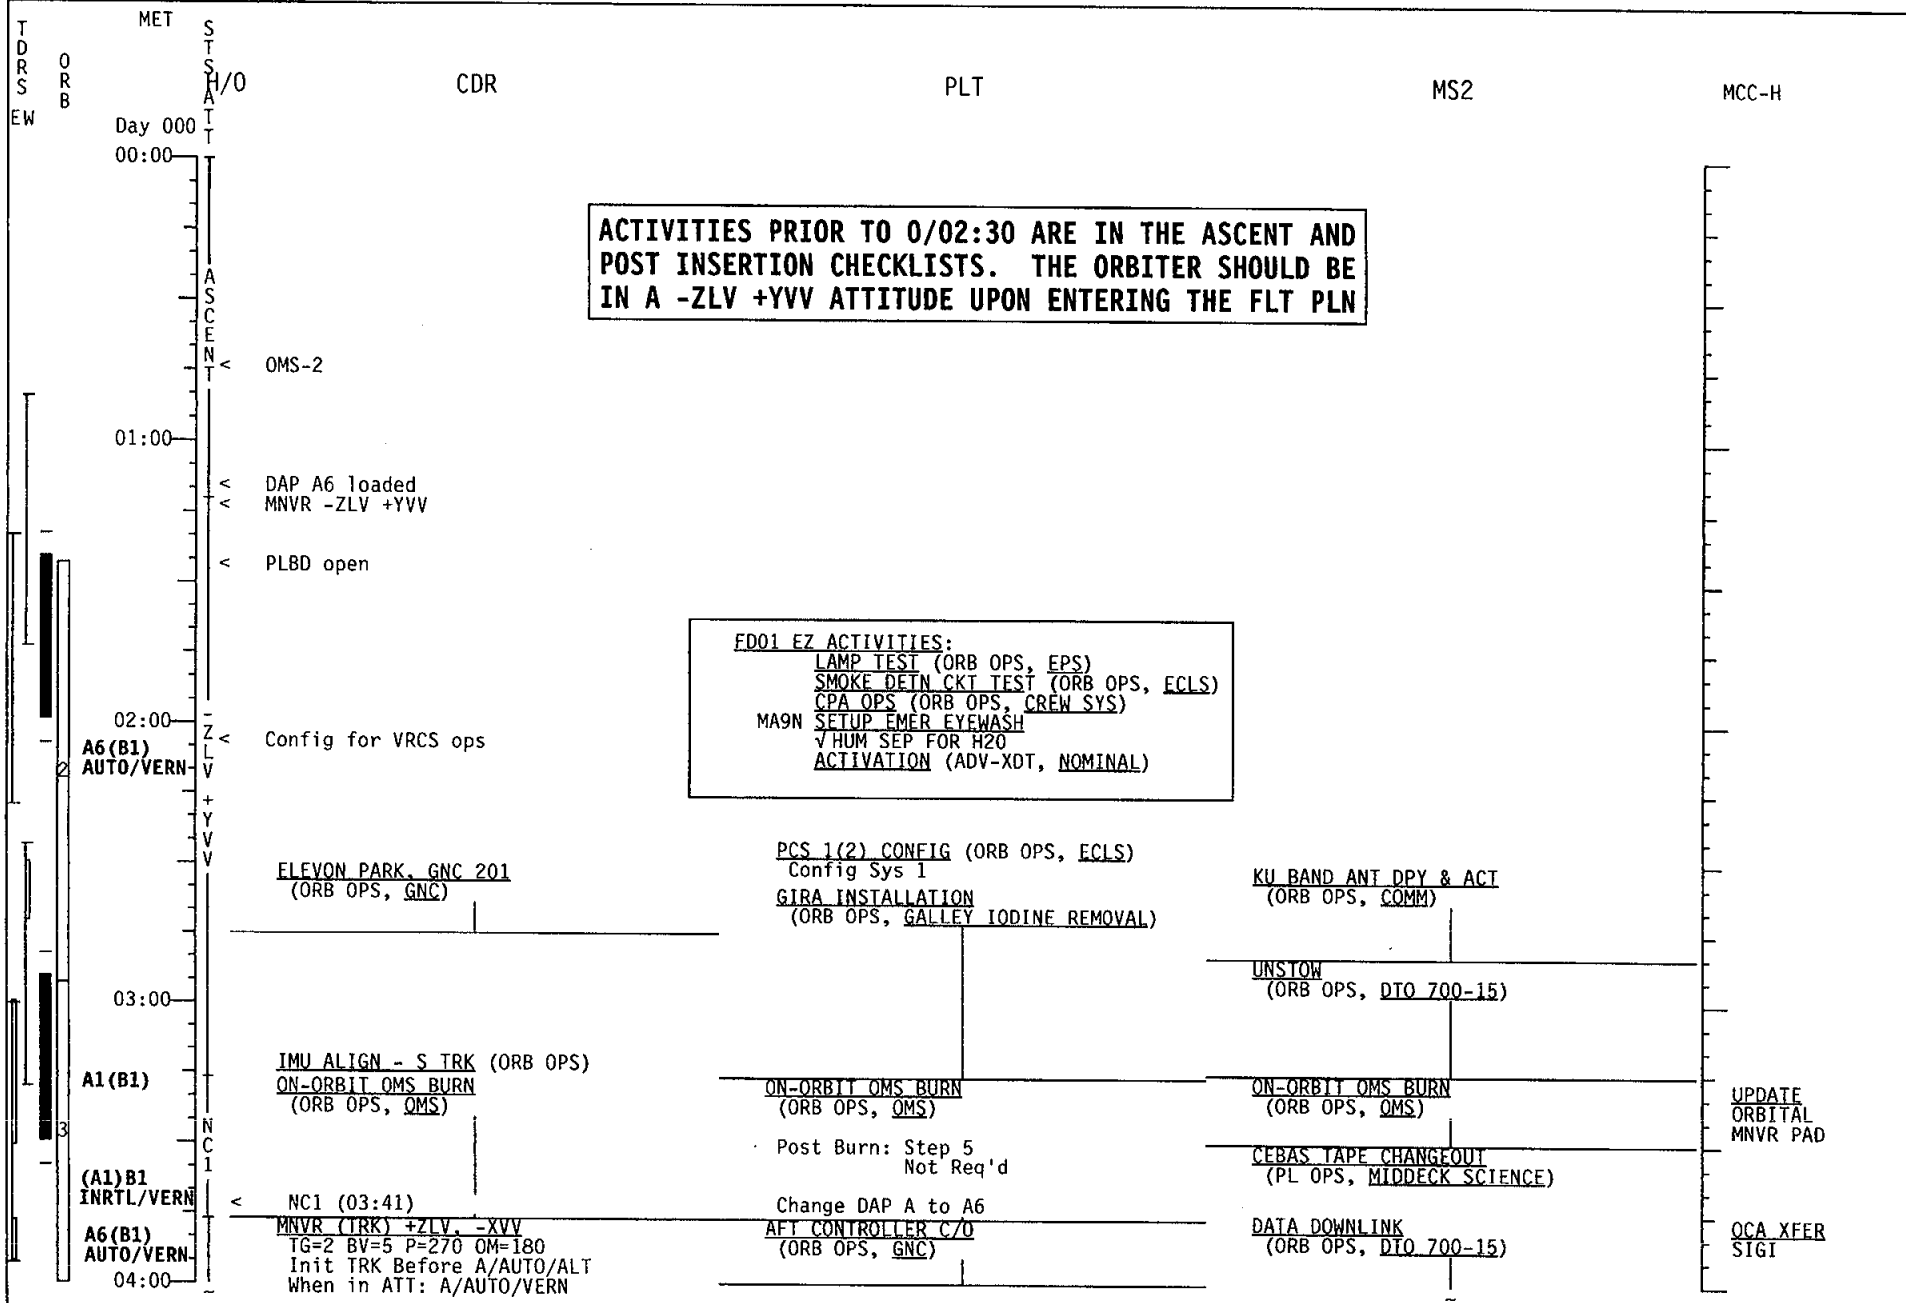 TDRS
EW
ORB
MET
STS ATT
H/O
CDR
PLT
MS2
MCC-H
Day 000
00:00
ACTIVITIES PRIOR TO 0/02:30 ARE IN THE ASCENT AND
POST INSERTION CHECKLISTS. THE ORBITER SHOULD BE
IN A -ZLV +YVV ATTITUDE UPON ENTERING THE FLT PLN
ASCENT
< OMS-2
01:00
< DAP A6 loaded
< MNVR -ZLV +YVV
< PLBD open
FD01 EZ ACTIVITIES:
LAMP TEST (ORB OPS, EPS)
SMOKE DETN CKT TEST (ORB OPS, ECLS)
CPA OPS (ORB OPS, CREW SYS)
MA9N SETUP EMER EYEWASH
√HUM SEP FOR H20
ACTIVATION (ADV-XDT, NOMINAL)
02:00
-ZLV +YVV
< Config for VRCS ops
A6(B1)
AUTO/VERN
2
ELEVON PARK, GNC 201
(ORB OPS, GNC)
PCS 1(2) CONFIG (ORB OPS, ECLS)
Config Sys 1
GIRA INSTALLATION
(ORB OPS, GALLEY IODINE REMOVAL)
KU BAND ANT DPY & ACT
(ORB OPS, COMM)
UNSTOW
(ORB OPS, DTO 700-15)
03:00
IMU ALIGN - S TRK (ORB OPS)
A1(B1)
ON-ORBIT OMS BURN
(ORB OPS, OMS)
ON-ORBIT OMS BURN
(ORB OPS, OMS)
Post Burn: Step 5
Not Req'd
ON-ORBIT OMS BURN
(ORB OPS, OMS)
UPDATE
ORBITAL
MNVR PAD
3
NC1
CEBAS TAPE CHANGEOUT
(PL OPS, MIDDECK SCIENCE)
(A1)B1
INRTL/VERN
< NC1 (03:41)
Change DAP A to A6
A6(B1)
AUTO/VERN
MNVR (TRK) +ZLV, -XVV
TG=2 BV=5 P=270 OM=180
Init TRK Before A/AUTO/ALT
When in ATT: A/AUTO/VERN
AFT CONTROLLER C/O
(ORB OPS, GNC)
DATA DOWNLINK
(ORB OPS, DTO 700-15)
OCA XFER
SIGI
04:00
~
~